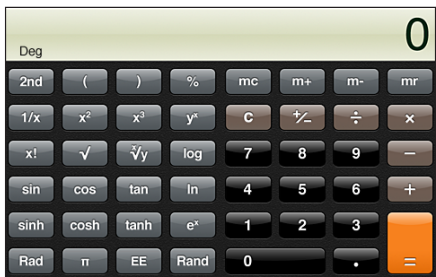 0
Deg
2nd ( ) % mc m+ m- mr
1/x x² x³ yˣ C +/− ÷ ×
x! √ ˣ√y log 7 8 9 −
sin cos tan ln 4 5 6 +
sinh cosh tanh eˣ 1 2 3
Rad π EE Rand 0 . =